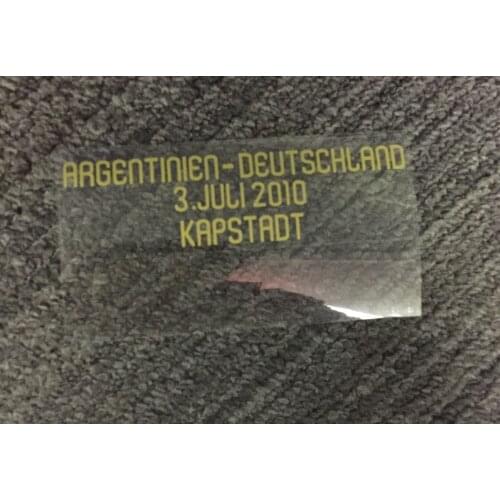 ARGENTINIEN-DEUTSCHLAND
3.JULI 2010
KAPSTADT